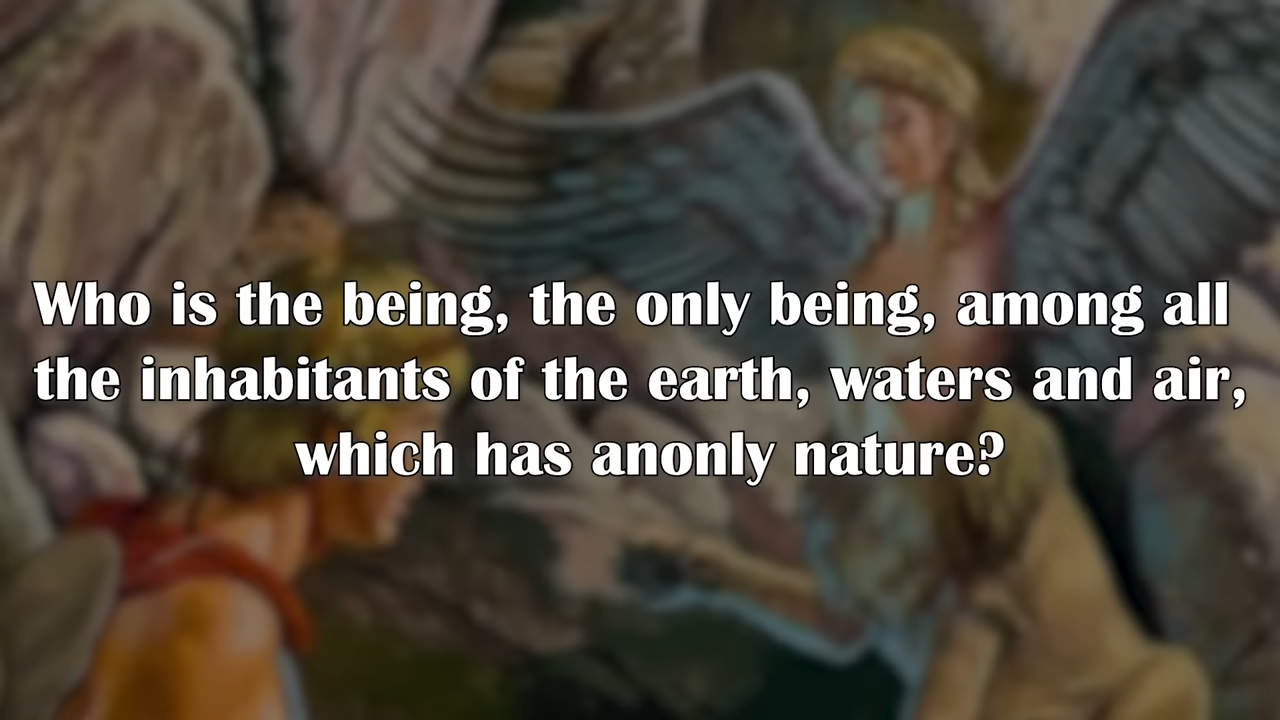 Who is the being, the only being, among all
the inhabitants of the earth, waters and air,
which has anonly nature?